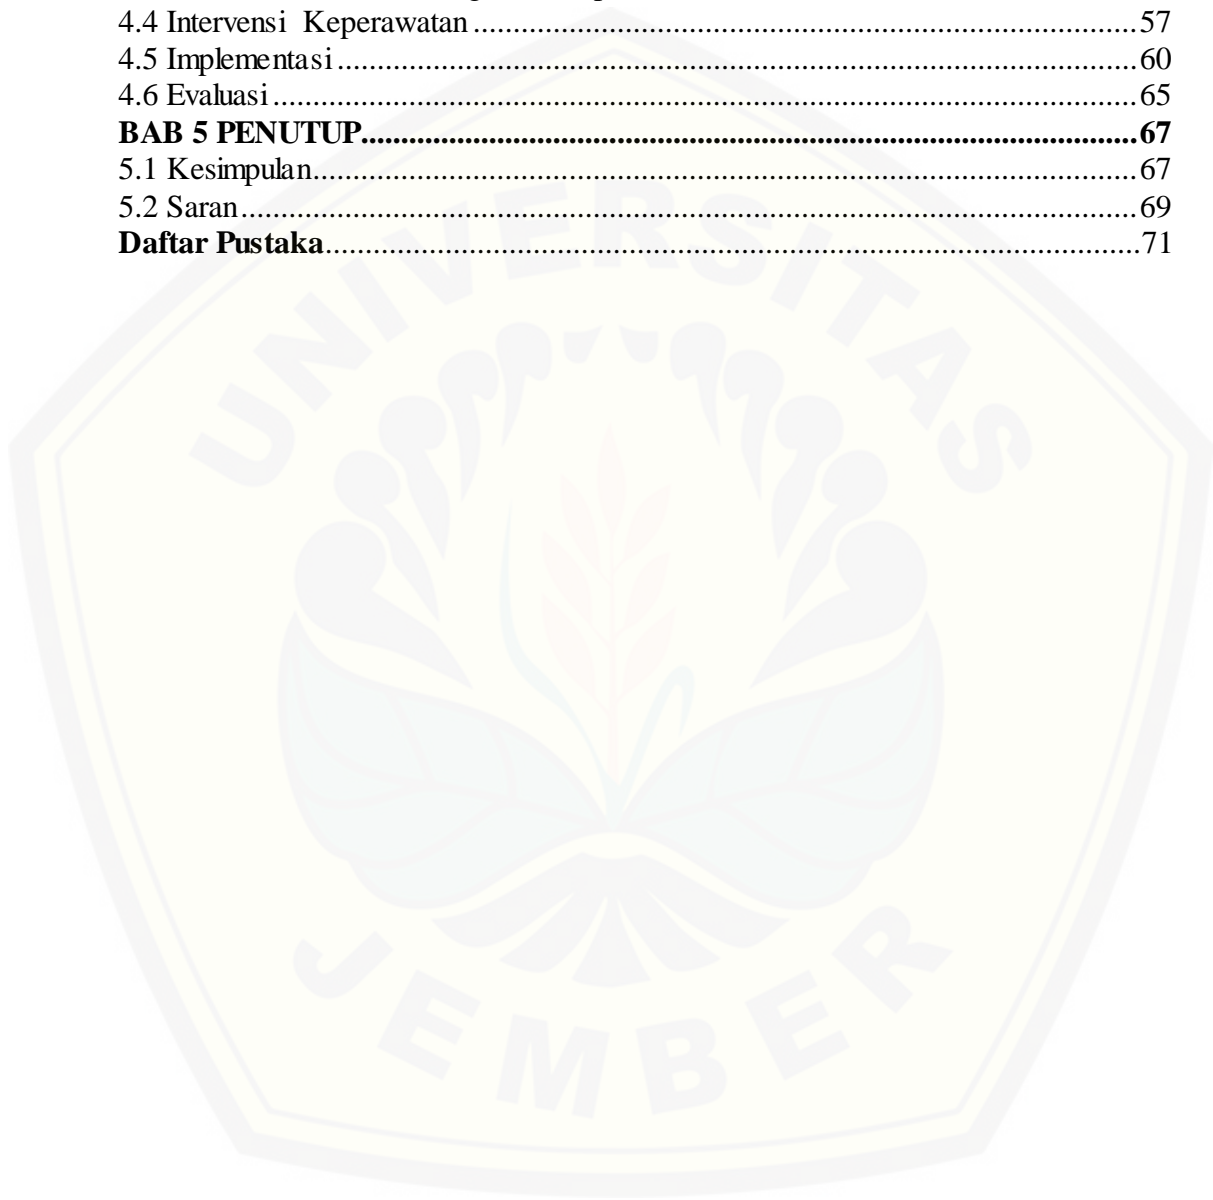 4.4 Intervensi Keperawatan ........................................ 57
4.5 Implementasi ........................................ 60
4.6 Evaluasi ........................................ 65
BAB 5 PENUTUP ........................................ 67
5.1 Kesimpulan ........................................ 67
5.2 Saran ........................................ 69
Daftar Pustaka ........................................ 71
UNIVERSITAS
JEMBER